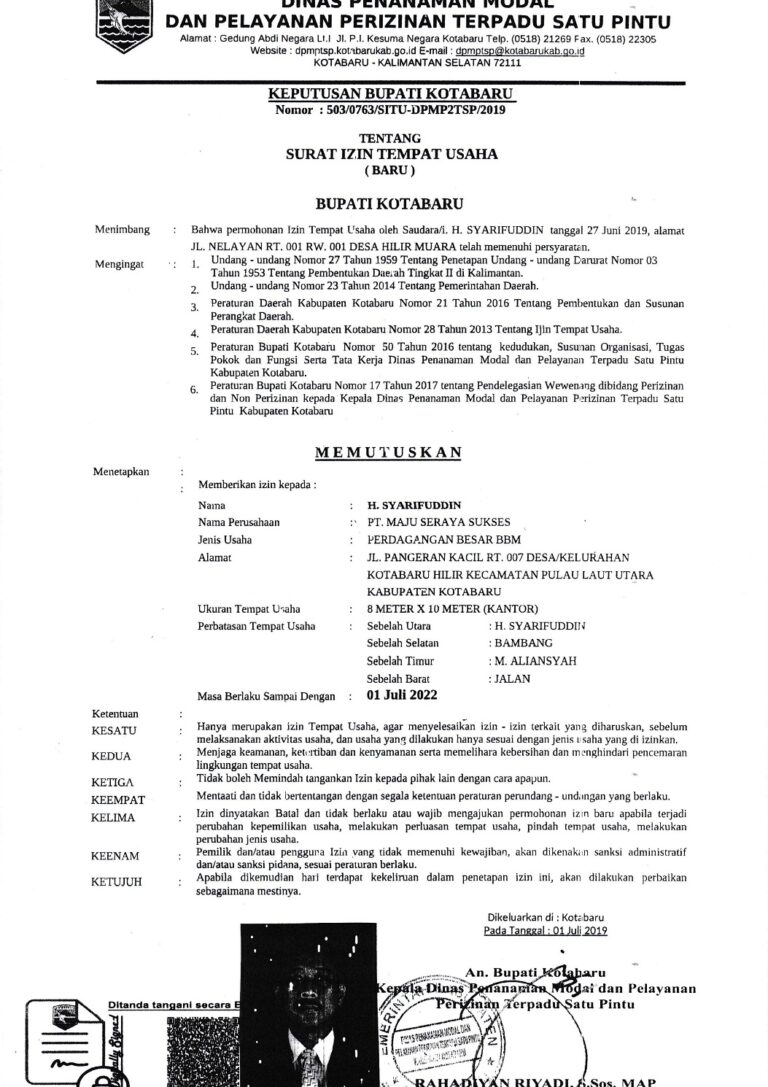 DINAS PENANAMAN MODAL
DAN PELAYANAN PERIZINAN TERPADU SATU PINTU
Alamat : Gedung Abdi Negara Lt.I Jl. P.I. Kesuma Negara Kotabaru Telp. (0518) 21269 Fax. (0518) 22305
Website : dpmptsp.kotabarukab.go.id E-mail : dpmptsp@kotabarukab.go.id
KOTABARU - KALIMANTAN SELATAN 72111
KEPUTUSAN BUPATI KOTABARU
Nomor : 503/0763/SITU-DPMP2TSP/2019
TENTANG
SURAT IZIN TEMPAT USAHA
( BARU )
BUPATI KOTABARU
Menimbang : Bahwa permohonan Izin Tempat Usaha oleh Saudara/i. H. SYARIFUDDIN tanggal 27 Juni 2019, alamat
JL. NELAYAN RT. 001 RW. 001 DESA HILIR MUARA telah memenuhi persyaratan.
Mengingat : 1. Undang - undang Nomor 27 Tahun 1959 Tentang Penetapan Undang - undang Darurat Nomor 03
Tahun 1953 Tentang Pembentukan Daerah Tingkat II di Kalimantan.
2. Undang - undang Nomor 23 Tahun 2014 Tentang Pemerintahan Daerah.
3. Peraturan Daerah Kabupaten Kotabaru Nomor 21 Tahun 2016 Tentang Pembentukan dan Susunan
Perangkat Daerah.
4. Peraturan Daerah Kabupaten Kotabaru Nomor 28 Tahun 2013 Tentang Ijin Tempat Usaha.
5. Peraturan Bupati Kotabaru Nomor 50 Tahun 2016 tentang kedudukan, Susunan Organisasi, Tugas
Pokok dan Fungsi Serta Tata Kerja Dinas Penanaman Modal dan Pelayanan Terpadu Satu Pintu
Kabupaten Kotabaru.
6. Peraturan Bupati Kotabaru Nomor 17 Tahun 2017 tentang Pendelegasian Wewenang dibidang Perizinan
dan Non Perizinan kepada Kepala Dinas Penanaman Modal dan Pelayanan Perizinan Terpadu Satu
Pintu Kabupaten Kotabaru
MEMUTUSKAN
Menetapkan :
: Memberikan izin kepada :
Nama : H. SYARIFUDDIN
Nama Perusahaan : PT. MAJU SERAYA SUKSES
Jenis Usaha : PERDAGANGAN BESAR BBM
Alamat : JL. PANGERAN KACIL RT. 007 DESA/KELURAHAN
KOTABARU HILIR KECAMATAN PULAU LAUT UTARA
KABUPATEN KOTABARU
Ukuran Tempat Usaha : 8 METER X 10 METER (KANTOR)
Perbatasan Tempat Usaha : Sebelah Utara : H. SYARIFUDDIN
Sebelah Selatan : BAMBANG
Sebelah Timur : M. ALIANSYAH
Sebelah Barat : JALAN
Masa Berlaku Sampai Dengan : 01 Juli 2022
Ketentuan :
KESATU : Hanya merupakan izin Tempat Usaha, agar menyelesaikan izin - izin terkait yang diharuskan, sebelum
melaksanakan aktivitas usaha, dan usaha yang dilakukan hanya sesuai dengan jenis usaha yang di izinkan.
KEDUA : Menjaga keamanan, ketertiban dan kenyamanan serta memelihara kebersihan dan menghindari pencemaran
lingkungan tempat usaha.
KETIGA : Tidak boleh Memindah tangankan Izin kepada pihak lain dengan cara apapun.
KEEMPAT : Mentaati dan tidak bertentangan dengan segala ketentuan peraturan perundang - undangan yang berlaku.
KELIMA : Izin dinyatakan Batal dan tidak berlaku atau wajib mengajukan permohonan izin baru apabila terjadi
perubahan kepemilikan usaha, melakukan perluasan tempat usaha, pindah tempat usaha, melakukan
perubahan jenis usaha.
KEENAM : Pemilik dan/atau pengguna Izin yang tidak memenuhi kewajiban, akan dikenakan sanksi administratif
dan/atau sanksi pidana, sesuai peraturan berlaku.
KETUJUH : Apabila dikemudian hari terdapat kekeliruan dalam penetapan izin ini, akan dilakukan perbaikan
sebagaimana mestinya.
Dikeluarkan di : Kotabaru
Pada Tanggal : 01 Juli 2019
An. Bupati Kotabaru
Kepala Dinas Penanaman Modal dan Pelayanan
Perizinan Terpadu Satu Pintu
Ditanda tangani secara E
Digitally Signed
RAHADIYAN RIYADI, S.Sos, MAP